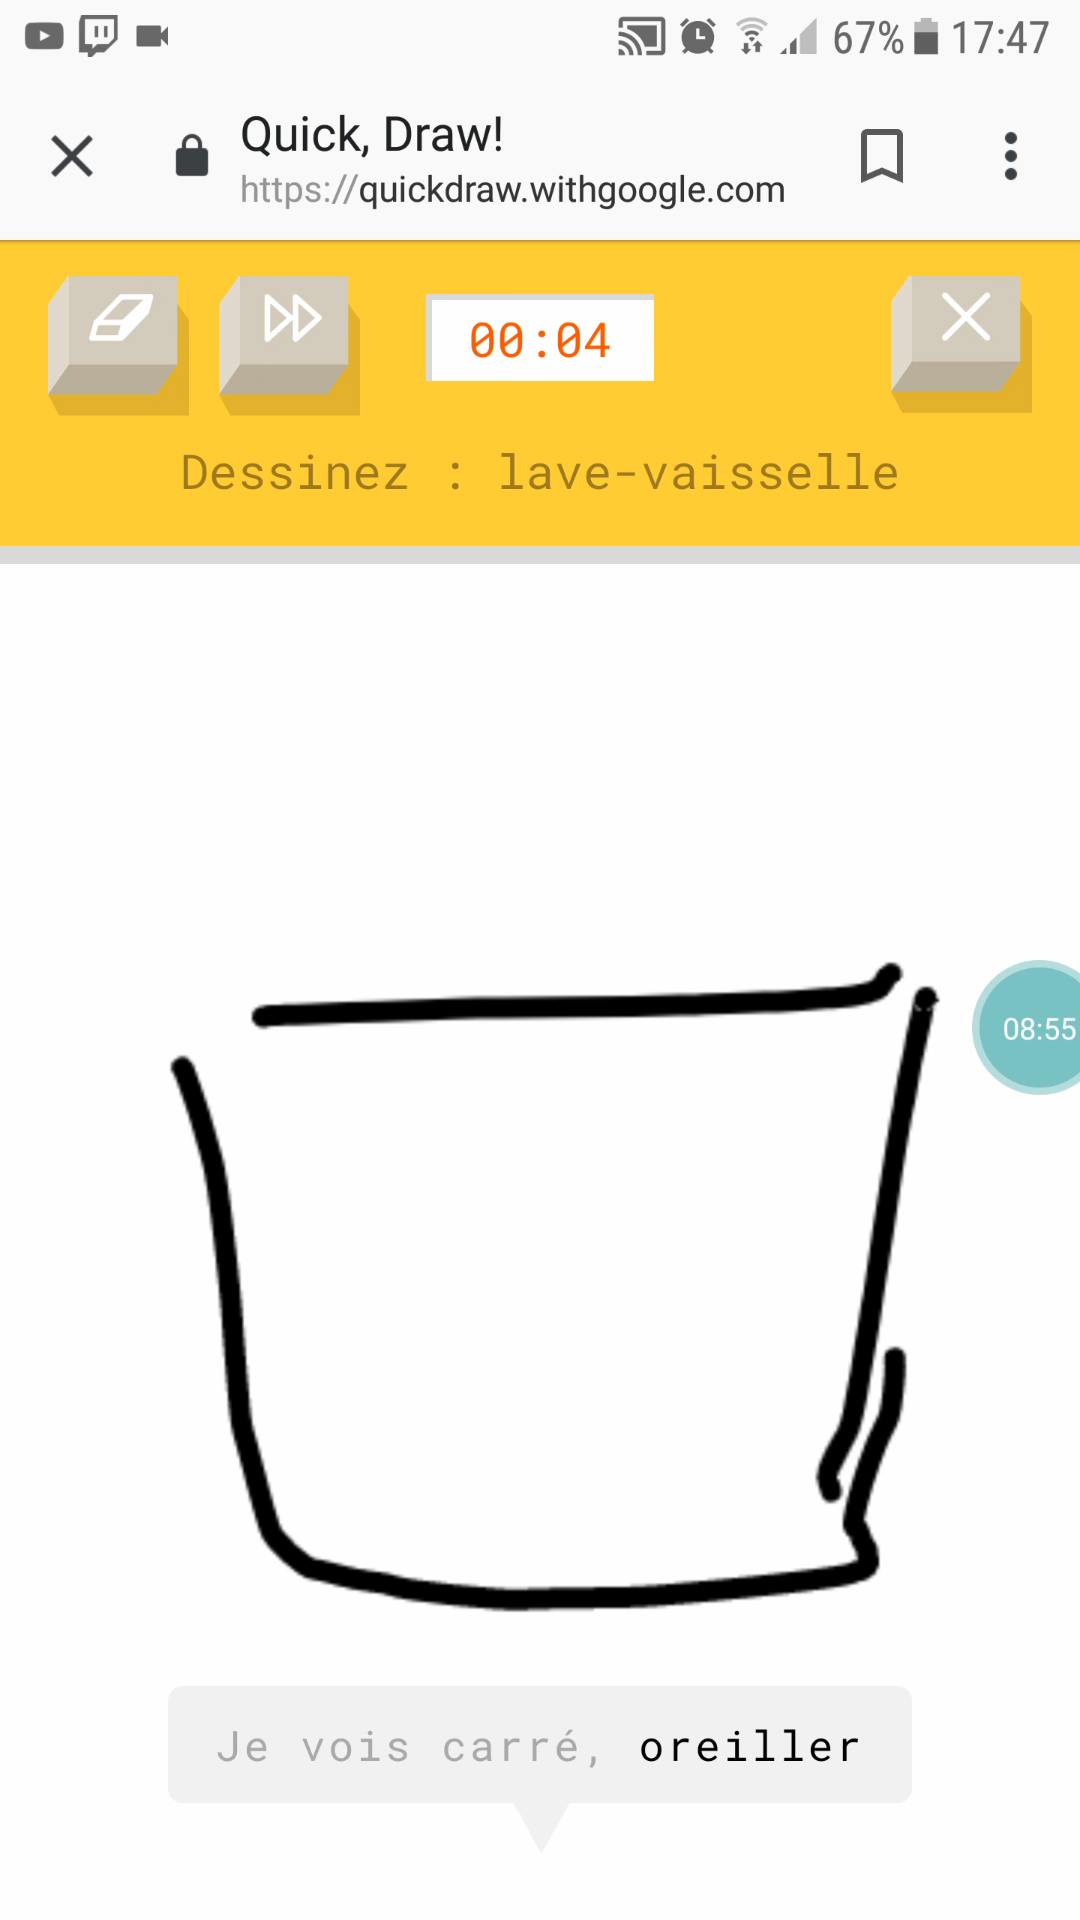 67% 17:47
Quick, Draw!
https://quickdraw.withgoogle.com
00:04
Dessinez : lave-vaisselle
08:55
Je vois carré, oreiller